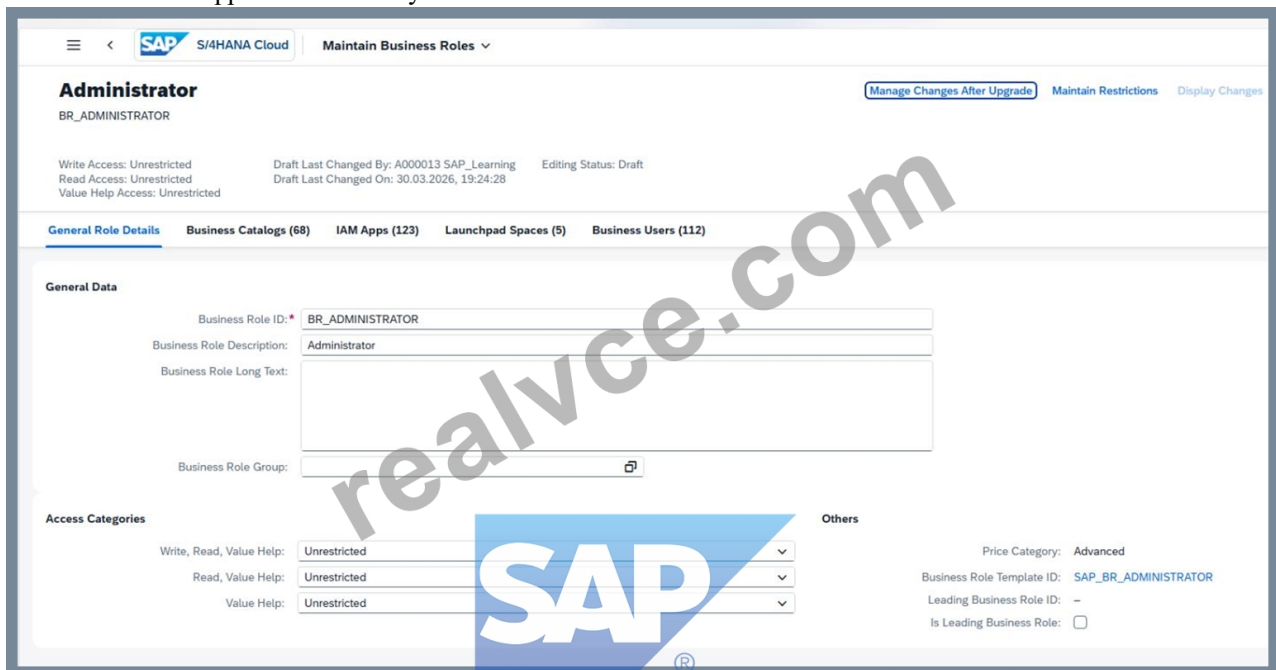 SAP S/4HANA Cloud Maintain Business Roles
Administrator
Manage Changes After Upgrade Maintain Restrictions Display Changes
BR_ADMINISTRATOR
Write Access: Unrestricted Draft Last Changed By: A000013 SAP_Learning Editing Status: Draft
Read Access: Unrestricted Draft Last Changed On: 30.03.2026, 19:24:28
Value Help Access: Unrestricted
General Role Details Business Catalogs (68) IAM Apps (123) Launchpad Spaces (5) Business Users (112)
General Data
Business Role ID:* BR_ADMINISTRATOR
Business Role Description: Administrator
Business Role Long Text:
Business Role Group:
Access Categories Others
Write, Read, Value Help: Unrestricted Price Category: Advanced
Read, Value Help: Unrestricted Business Role Template ID: SAP_BR_ADMINISTRATOR
Value Help: Unrestricted Leading Business Role ID: –
Is Leading Business Role:
realvce.com
SAP ®